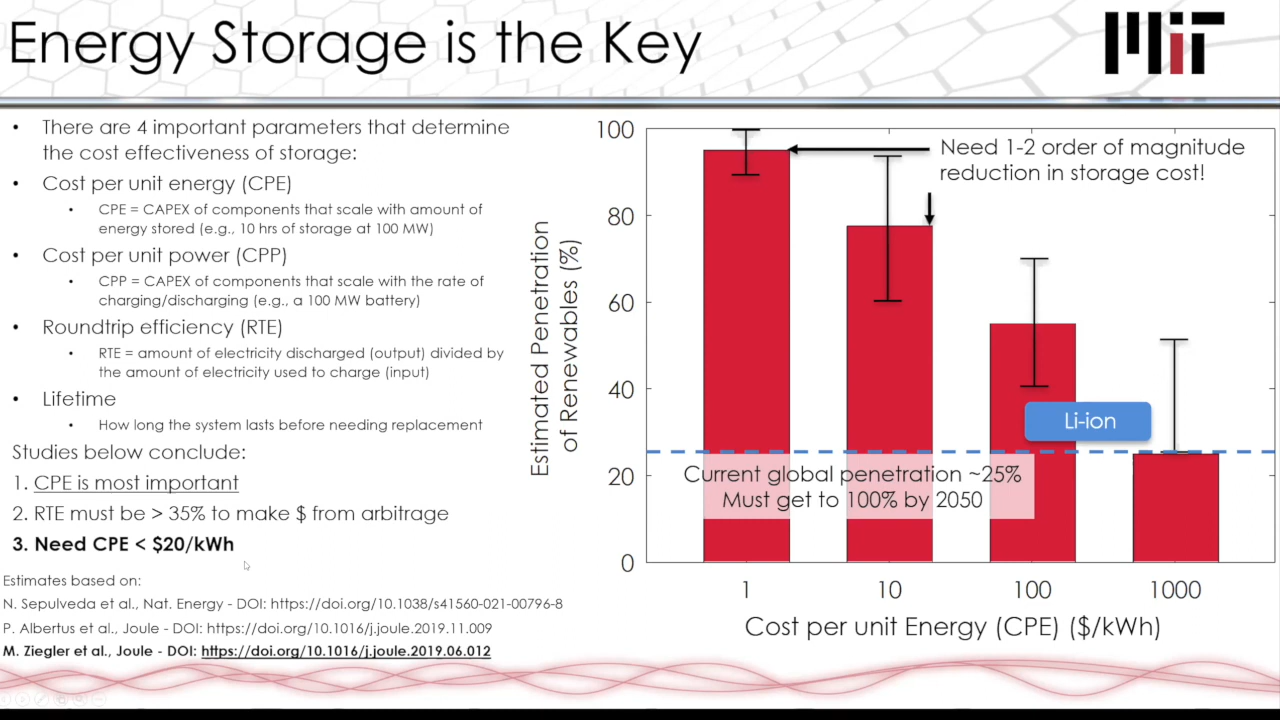 Energy Storage is the Key
MIT
• There are 4 important parameters that determine
the cost effectiveness of storage:
• Cost per unit energy (CPE)
• CPE = CAPEX of components that scale with amount of
energy stored (e.g., 10 hrs of storage at 100 MW)
• Cost per unit power (CPP)
• CPP = CAPEX of components that scale with the rate of
charging/discharging (e.g., a 100 MW battery)
• Roundtrip efficiency (RTE)
• RTE = amount of electricity discharged (output) divided by
the amount of electricity used to charge (input)
• Lifetime
• How long the system lasts before needing replacement
Studies below conclude:
1. CPE is most important
2. RTE must be > 35% to make $ from arbitrage
3. Need CPE < $20/kWh
Estimates based on:
N. Sepulveda et al., Nat. Energy - DOI: https://doi.org/10.1038/s41560-021-00796-8
P. Albertus et al., Joule - DOI: https://doi.org/10.1016/j.joule.2019.11.009
M. Ziegler et al., Joule - DOI: https://doi.org/10.1016/j.joule.2019.06.012
Estimated Penetration
of Renewables (%)
100
80
60
40
20
0
Need 1-2 order of magnitude
reduction in storage cost!
Li-ion
Current global penetration ~25%
Must get to 100% by 2050
1 10 100 1000
Cost per unit Energy (CPE) ($/kWh)